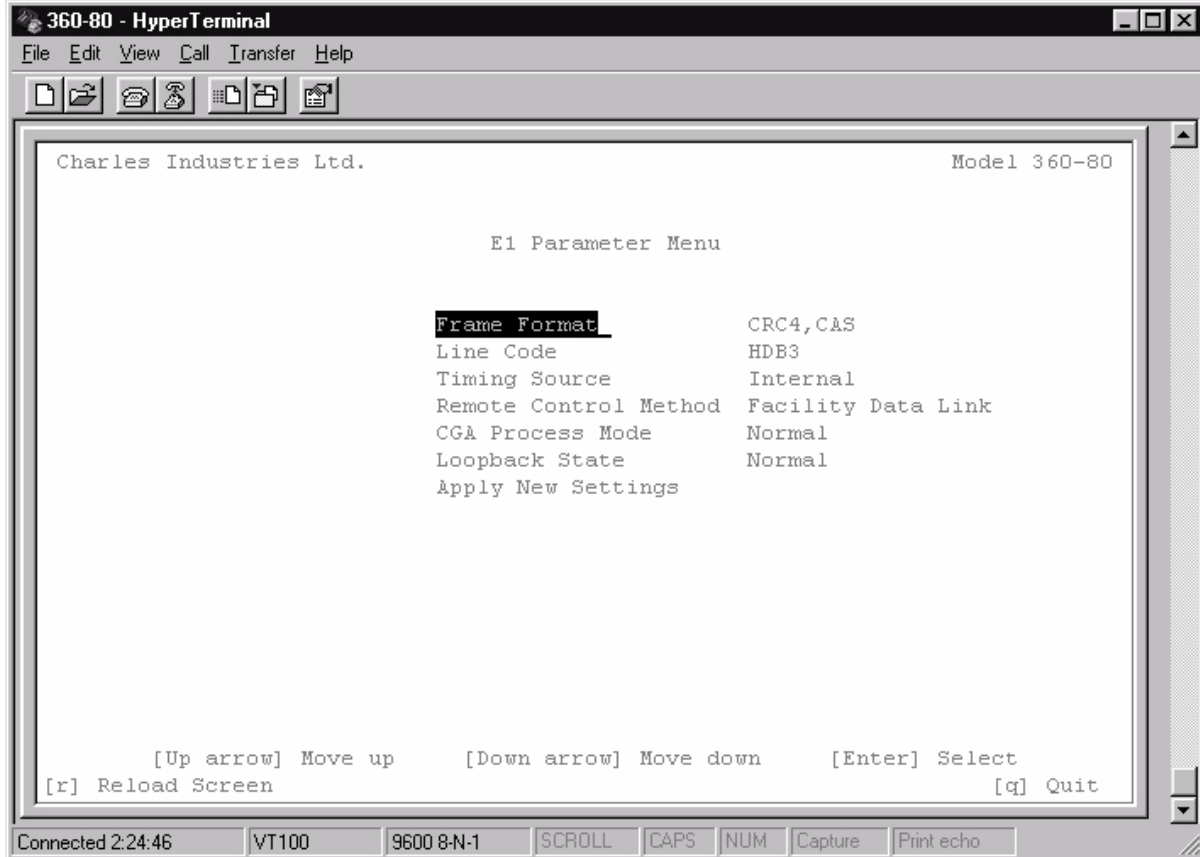 360-80 - HyperTerminal
File Edit View Call Transfer Help
Charles Industries Ltd. Model 360-80
E1 Parameter Menu
Frame Format CRC4,CAS
Line Code HDB3
Timing Source Internal
Remote Control Method Facility Data Link
CGA Process Mode Normal
Loopback State Normal
Apply New Settings
[Up arrow] Move up [Down arrow] Move down [Enter] Select
[r] Reload Screen [q] Quit
Connected 2:24:46 VT100 9600 8-N-1 SCROLL CAPS NUM Capture Print echo